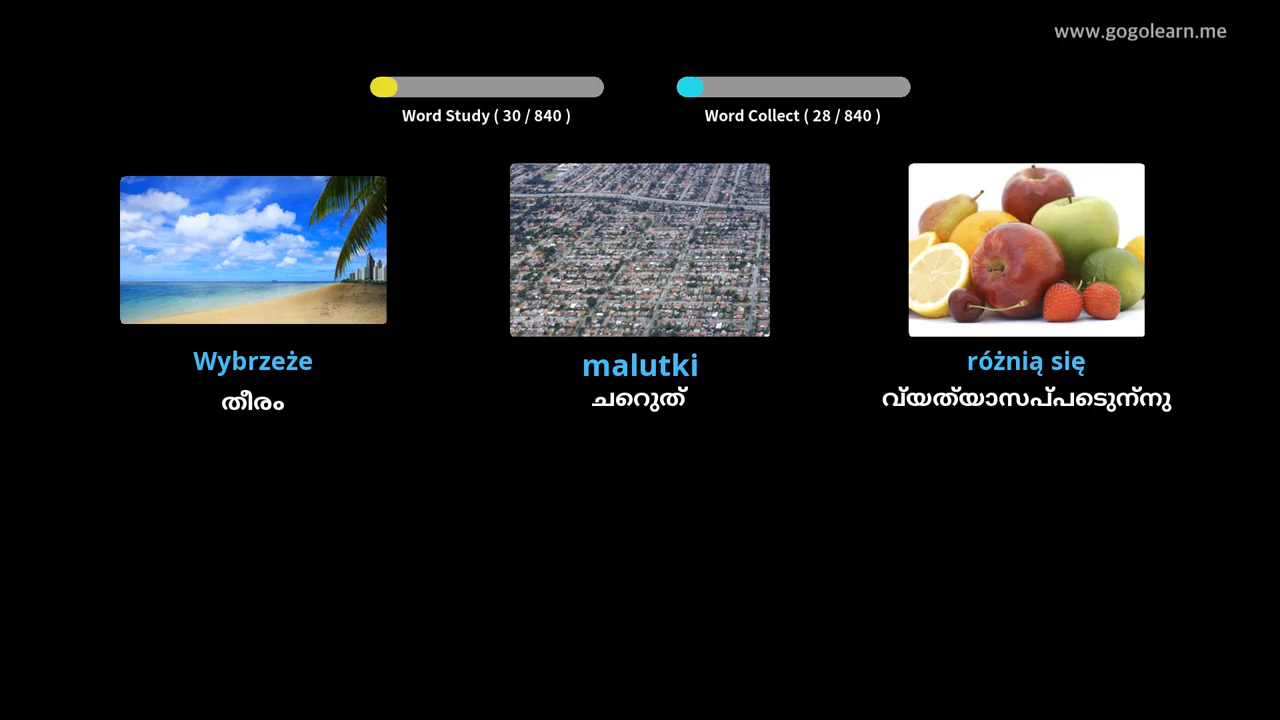 www.gogolearn.me
Word Study ( 30 / 840 )
Word Collect ( 28 / 840 )
Wybrzeże
malutki
różnią się
തീരം
ചെറുത്
വ്യത്യാസപ്പെടുന്നു